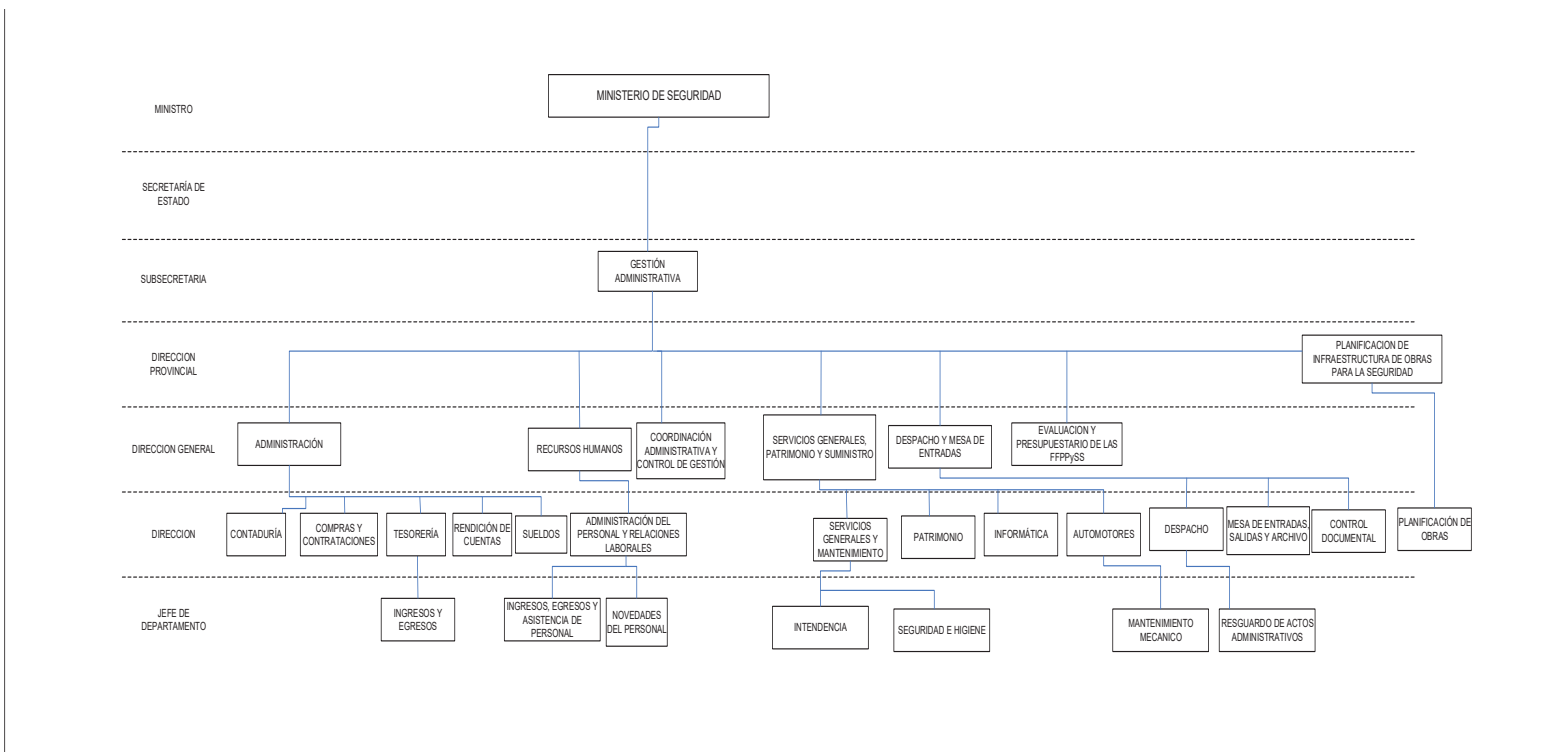 MINISTERIO DE SEGURIDAD
MINISTRO
SECRETARÍA DE
ESTADO
SUBSECRETARIA
GESTIÓN
ADMINISTRATIVA
DIRECCION
PROVINCIAL
PLANIFICACION DE
INFRAESTRUCTURA DE OBRAS
PARA LA SEGURIDAD
DIRECCION GENERAL
ADMINISTRACIÓN
RECURSOS HUMANOS
COORDINACIÓN
ADMINISTRATIVA Y
CONTROL DE GESTIÓN
SERVICIOS GENERALES,
PATRIMONIO Y SUMINISTRO
DESPACHO Y MESA DE
ENTRADAS
EVALUACION Y
PRESUPUESTARIO DE LAS
FFPPySS
DIRECCION
CONTADURÍA
COMPRAS Y
CONTRATACIONES
TESORERÍA
RENDICIÓN DE
CUENTAS
SUELDOS
ADMINISTRACIÓN DEL
PERSONAL Y RELACIONES
LABORALES
SERVICIOS
GENERALES Y
MANTENIMIENTO
PATRIMONIO
INFORMÁTICA
AUTOMOTORES
DESPACHO
MESA DE ENTRADAS,
SALIDAS Y ARCHIVO
CONTROL
DOCUMENTAL
PLANIFICACIÓN DE
OBRAS
JEFE DE
DEPARTAMENTO
INGRESOS Y
EGRESOS
INGRESOS, EGRESOS Y
ASISTENCIA DE
PERSONAL
NOVEDADES
DEL PERSONAL
INTENDENCIA
SEGURIDAD E HIGIENE
MANTENIMIENTO
MECANICO
RESGUARDO DE ACTOS
ADMINISTRATIVOS